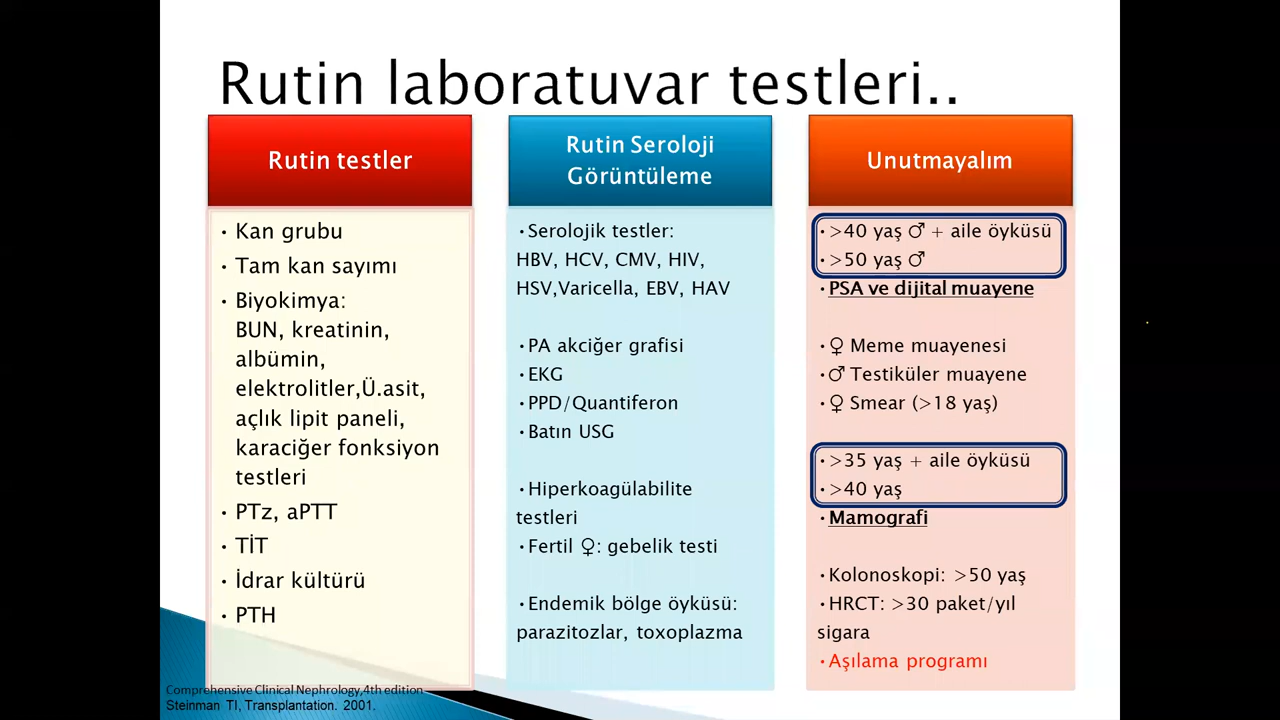 Rutin laboratuvar testleri..
Rutin testler
• Kan grubu
• Tam kan sayımı
• Biyokimya:
BUN, kreatinin,
albümin,
elektrolitler,Ü.asit,
açlık lipit paneli,
karaciğer fonksiyon
testleri
• PTz, aPTT
• TİT
• İdrar kültürü
• PTH
Rutin Seroloji
Görüntüleme
•Serolojik testler:
HBV, HCV, CMV, HIV,
HSV,Varicella, EBV, HAV
•PA akciğer grafisi
•EKG
•PPD/Quantiferon
•Batın USG
•Hiperkoagülabilite
testleri
•Fertil ♀: gebelik testi
•Endemik bölge öyküsü:
parazitozlar, toxoplazma
Unutmayalım
•>40 yaş ♂ + aile öyküsü
•>50 yaş ♂
•PSA ve dijital muayene
•♀ Meme muayenesi
•♂ Testiküler muayene
•♀ Smear (>18 yaş)
•>35 yaş + aile öyküsü
•>40 yaş
•Mamografi
•Kolonoskopi: >50 yaş
•HRCT: >30 paket/yıl
sigara
•Aşılama programı
Comprehensive Clinical Nephrology,4th edition
Steinman TI, Transplantation. 2001.